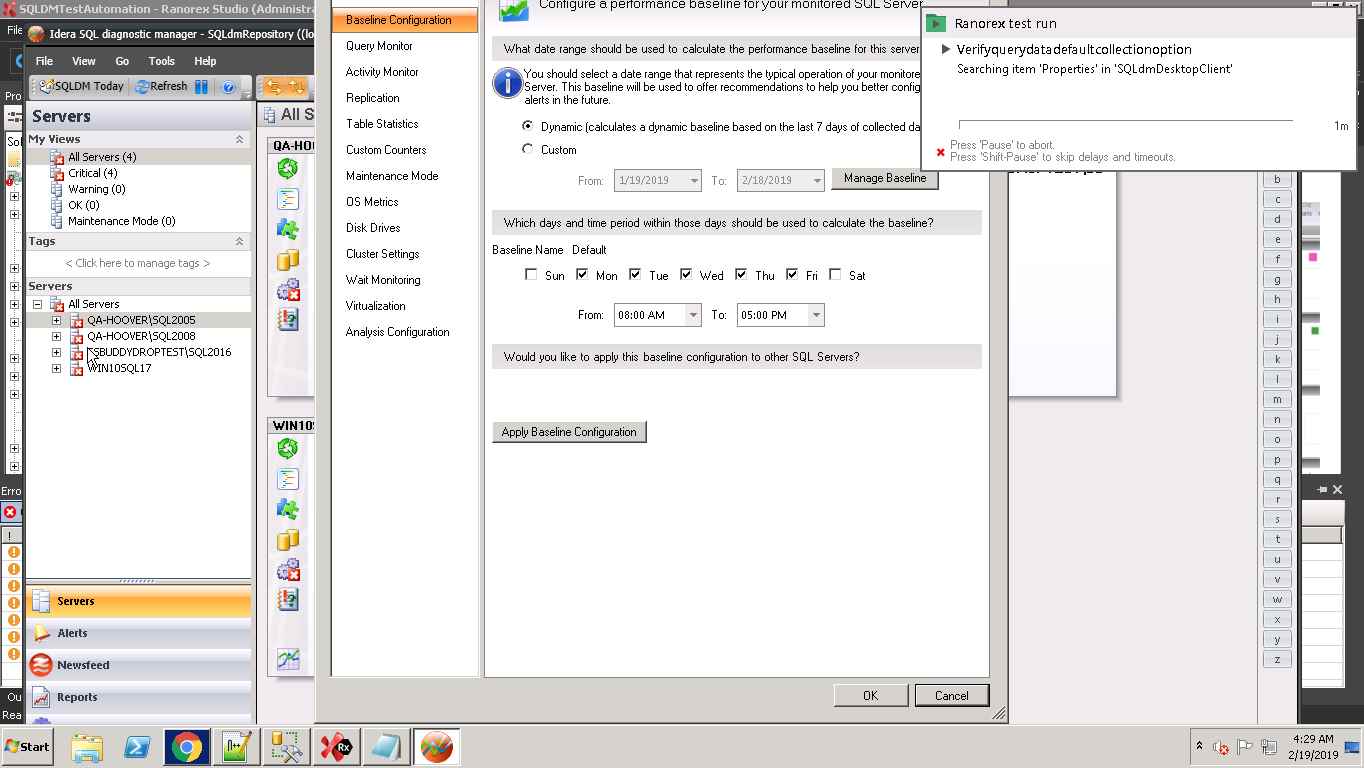 SQLDMTestAutomation - Ranorex Studio (Administra
File
Idera SQL diagnostic manager - SQLdmRepository ((loc
File View Go Tools Help
SQLDM Today Refresh
Servers
My Views
All Servers (4)
Critical (4)
Warning (0)
OK (0)
Maintenance Mode (0)
Tags
< Click here to manage tags >
Servers
All Servers
QA-HOOVER\SQL2005
QA-HOOVER\SQL2008
SBUDDYDROPTEST\SQL2016
WIN10SQL17
Servers
Alerts
Newsfeed
Reports
Pro
Sol
Erro
!
Ou
Rea
All S
QA-HOO
WIN10S
Baseline Configuration
Query Monitor
Activity Monitor
Replication
Table Statistics
Custom Counters
Maintenance Mode
OS Metrics
Disk Drives
Cluster Settings
Wait Monitoring
Virtualization
Analysis Configuration
Configure a performance baseline for your monitored SQL Server
What date range should be used to calculate the performance baseline for this server
You should select a date range that represents the typical operation of your monitore
Server. This baseline will be used to offer recommendations to help you better config
alerts in the future.
Dynamic (calculates a dynamic baseline based on the last 7 days of collected da
Custom
From: 1/19/2019 To: 2/18/2019 Manage Baseline
Which days and time period within those days should be used to calculate the baseline?
Baseline Name Default
Sun Mon Tue Wed Thu Fri Sat
From: 08:00 AM To: 05:00 PM
Would you like to apply this baseline configuration to other SQL Servers?
Apply Baseline Configuration
OK Cancel
Ranorex test run
Verifyquerydatadefaultcollectionoption
Searching item 'Properties' in 'SQLdmDesktopClient'
1m
Press 'Pause' to abort.
Press 'Shift-Pause' to skip delays and timeouts.
b
c
d
e
f
g
h
i
j
k
l
m
n
o
p
q
r
s
t
u
v
w
x
y
z
Start
4:29 AM
2/19/2019